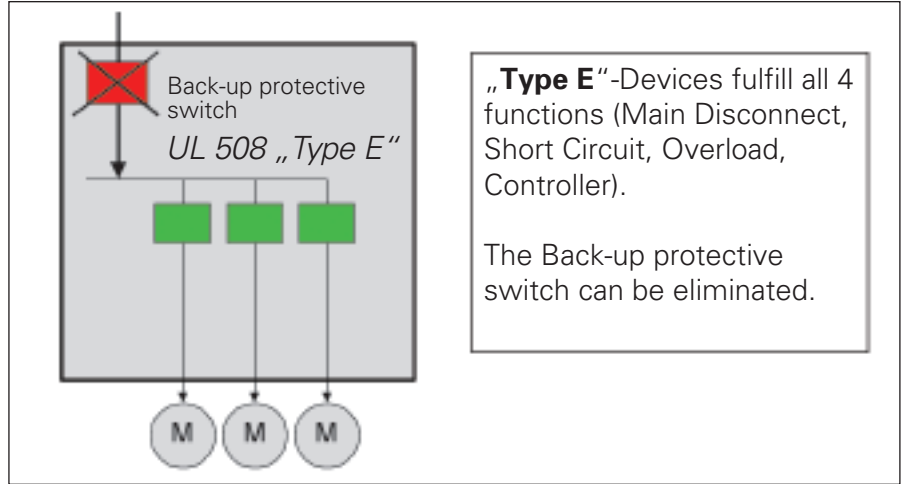 Back-up protective
switch
UL 508 „Type E“
„Type E“-Devices fulfill all 4
functions (Main Disconnect,
Short Circuit, Overload,
Controller).
The Back-up protective
switch can be eliminated.
M M M